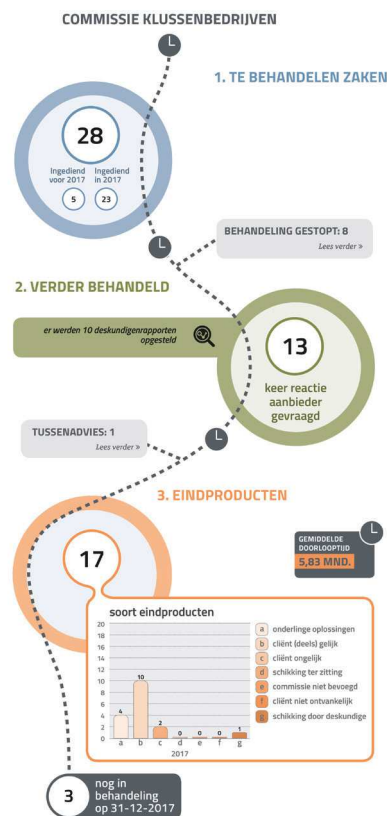 COMMISSIE KLUSSENBEDRIJVEN
1. TE BEHANDELEN ZAKEN
28
Ingediend voor 2017
5
Ingediend in 2017
23
BEHANDELING GESTOPT: 8
Lees verder »
2. VERDER BEHANDELD
er werden 10 deskundigenrapporten
opgesteld
13
keer reactie
aanbieder
gevraagd
TUSSENADVIES: 1
Lees verder »
3. EINDPRODUCTEN
17
GEMIDDELDE
DOORLOOPTIJD
5,83 MND.
soort eindproducten
20
18
16
14
12
10
8
6
4
2
0
4
10
2
0
0
0
1
a b c d e f g
2017
a onderlinge oplossingen
b cliënt (deels) gelijk
c cliënt ongelijk
d schikking ter zitting
e commissie niet bevoegd
f cliënt niet ontvankelijk
g schikking door deskundige
3
nog in
behandeling
op 31-12-2017